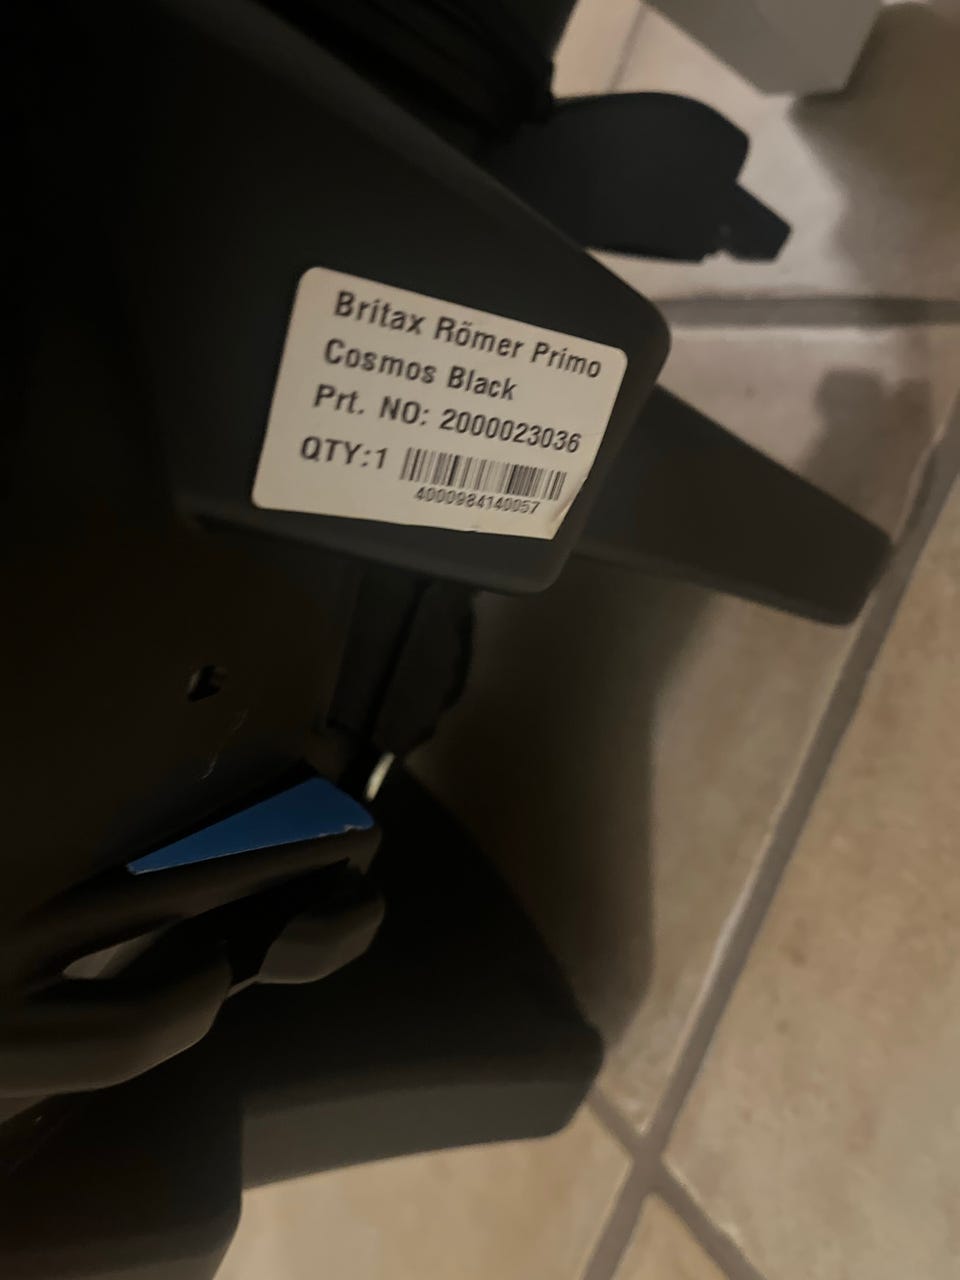 Britax Römer Primo
Cosmos Black
Prt. NO: 2000023036
QTY:1
4000984140057